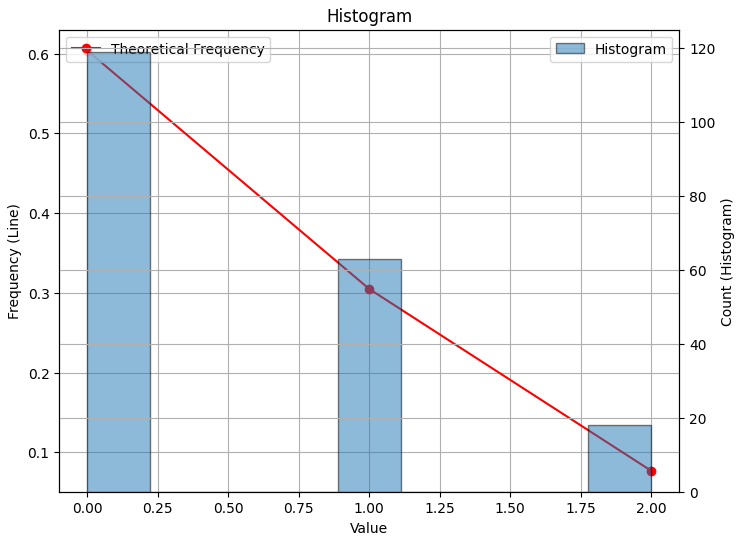 Histogram
Theoretical Frequency
Histogram
0.6
0.5
0.4
0.3
0.2
0.1
Frequency (Line)
120
100
80
60
40
20
0
Count (Histogram)
0.00 0.25 0.50 0.75 1.00 1.25 1.50 1.75 2.00
Value